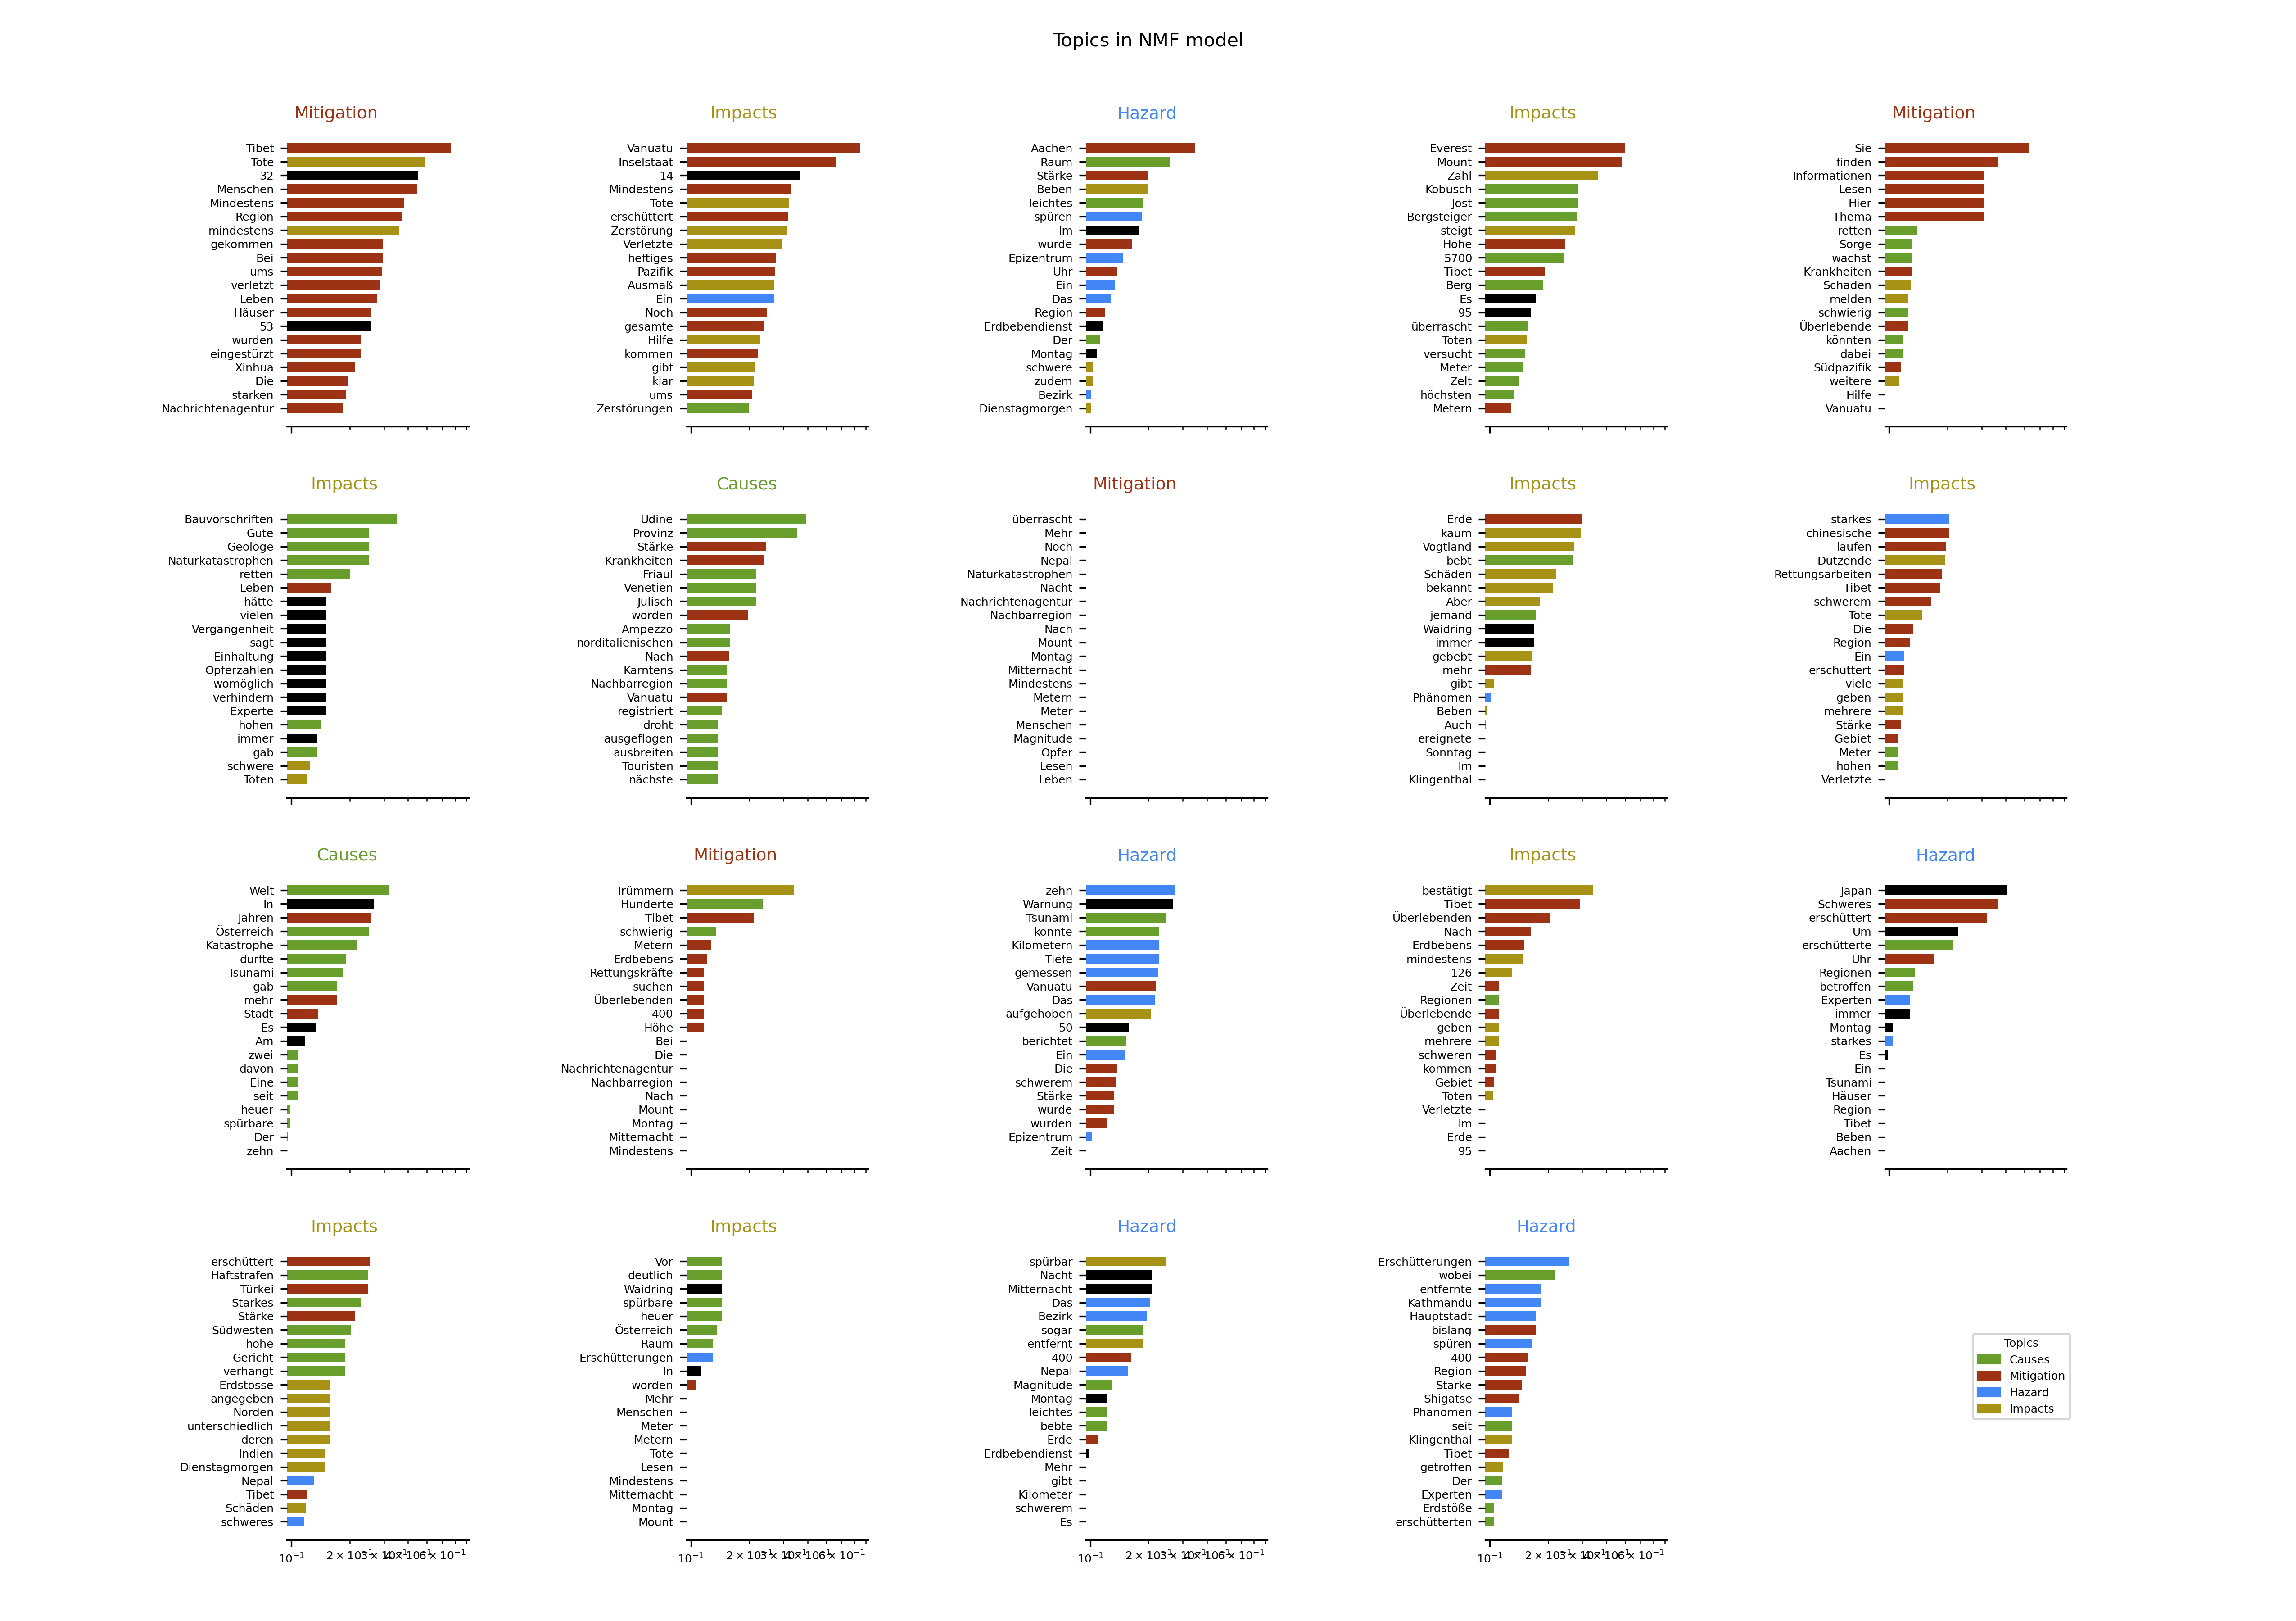 Topics in NMF model
Mitigation
Tibet
Tote
32
Menschen
Mindestens
Region
mindestens
gekommen
Bei
ums
verletzt
Leben
Häuser
53
wurden
eingestürzt
Xinhua
Die
starken
Nachrichtenagentur
Impacts
Vanuatu
Inselstaat
14
Mindestens
Tote
erschüttert
Zerstörung
Verletzte
heftiges
Pazifik
Ausmaß
Ein
Noch
gesamte
Hilfe
kommen
gibt
klar
ums
Zerstörungen
Hazard
Aachen
Raum
Stärke
Beben
leichtes
spüren
Im
wurde
Epizentrum
Uhr
Ein
Das
Region
Erdbebendienst
Der
Montag
schwere
zudem
Bezirk
Dienstagmorgen
Impacts
Everest
Mount
Zahl
Kobusch
Jost
Bergsteiger
steigt
Höhe
5700
Tibet
Berg
Es
95
überrascht
Toten
versucht
Meter
Zelt
höchsten
Metern
Mitigation
Sie
finden
Informationen
Lesen
Hier
Thema
retten
Sorge
wächst
Krankheiten
Schäden
melden
schwierig
Überlebende
könnten
dabei
Südpazifik
weitere
Hilfe
Vanuatu
Impacts
Bauvorschriften
Gute
Geologe
Naturkatastrophen
retten
Leben
hätte
vielen
Vergangenheit
sagt
Einhaltung
Opferzahlen
womöglich
verhindern
Experte
hohen
immer
gab
schwere
Toten
Causes
Udine
Provinz
Stärke
Krankheiten
Friaul
Venetien
Julisch
worden
Ampezzo
norditalienischen
Nach
Kärntens
Nachbarregion
Vanuatu
registriert
droht
ausgeflogen
ausbreiten
Touristen
nächste
Mitigation
überrascht
Mehr
Noch
Nepal
Naturkatastrophen
Nacht
Nachrichtenagentur
Nachbarregion
Nach
Mount
Montag
Mitternacht
Mindestens
Metern
Meter
Menschen
Magnitude
Opfer
Lesen
Leben
Impacts
Erde
kaum
Vogtland
bebt
Schäden
bekannt
Aber
jemand
Waidring
immer
gebebt
mehr
gibt
Phänomen
Beben
Auch
ereignete
Sonntag
Im
Klingenthal
Impacts
starkes
chinesische
laufen
Dutzende
Rettungsarbeiten
Tibet
schwerem
Tote
Die
Region
Ein
erschüttert
viele
geben
mehrere
Stärke
Gebiet
Meter
hohen
Verletzte
Causes
Welt
In
Jahren
Österreich
Katastrophe
dürfte
Tsunami
gab
mehr
Stadt
Es
Am
zwei
davon
Eine
seit
heuer
spürbare
Der
zehn
Mitigation
Trümmern
Hunderte
Tibet
schwierig
Metern
Erdbebens
Rettungskräfte
suchen
Überlebenden
400
Höhe
Bei
Die
Nachrichtenagentur
Nachbarregion
Nach
Mount
Montag
Mitternacht
Mindestens
Hazard
zehn
Warnung
Tsunami
konnte
Kilometern
Tiefe
gemessen
Vanuatu
Das
aufgehoben
50
berichtet
Ein
Die
schwerem
Stärke
wurde
wurden
Epizentrum
Zeit
Impacts
bestätigt
Tibet
Überlebenden
Nach
Erdbebens
mindestens
126
Zeit
Regionen
Überlebende
geben
mehrere
schweren
kommen
Gebiet
Toten
Verletzte
Im
Erde
95
Hazard
Japan
Schweres
erschüttert
Um
erschütterte
Uhr
Regionen
betroffen
Experten
immer
Montag
starkes
Es
Ein
Tsunami
Häuser
Region
Tibet
Beben
Aachen
Impacts
erschüttert
Haftstrafen
Türkei
Starkes
Stärke
Südwesten
hohe
Gericht
verhängt
Erdstösse
angegeben
Norden
unterschiedlich
deren
Indien
Dienstagmorgen
Nepal
Tibet
Schäden
schweres
Impacts
Vor
deutlich
Waidring
spürbare
heuer
Österreich
Raum
Erschütterungen
In
worden
Mehr
Menschen
Meter
Metern
Tote
Lesen
Mindestens
Mitternacht
Montag
Mount
Hazard
spürbar
Nacht
Mitternacht
Das
Bezirk
sogar
entfernt
400
Nepal
Magnitude
Montag
leichtes
bebte
Erde
Erdbebendienst
Mehr
gibt
Kilometer
schwerem
Es
Hazard
Erschütterungen
wobei
entfernte
Kathmandu
Hauptstadt
bislang
spüren
400
Region
Stärke
Shigatse
Phänomen
seit
Klingenthal
Tibet
getroffen
Der
Experten
Erdstöße
erschütterten
Topics
Causes
Mitigation
Hazard
Impacts
10⁻¹
10⁻¹
10⁻¹
10⁻¹